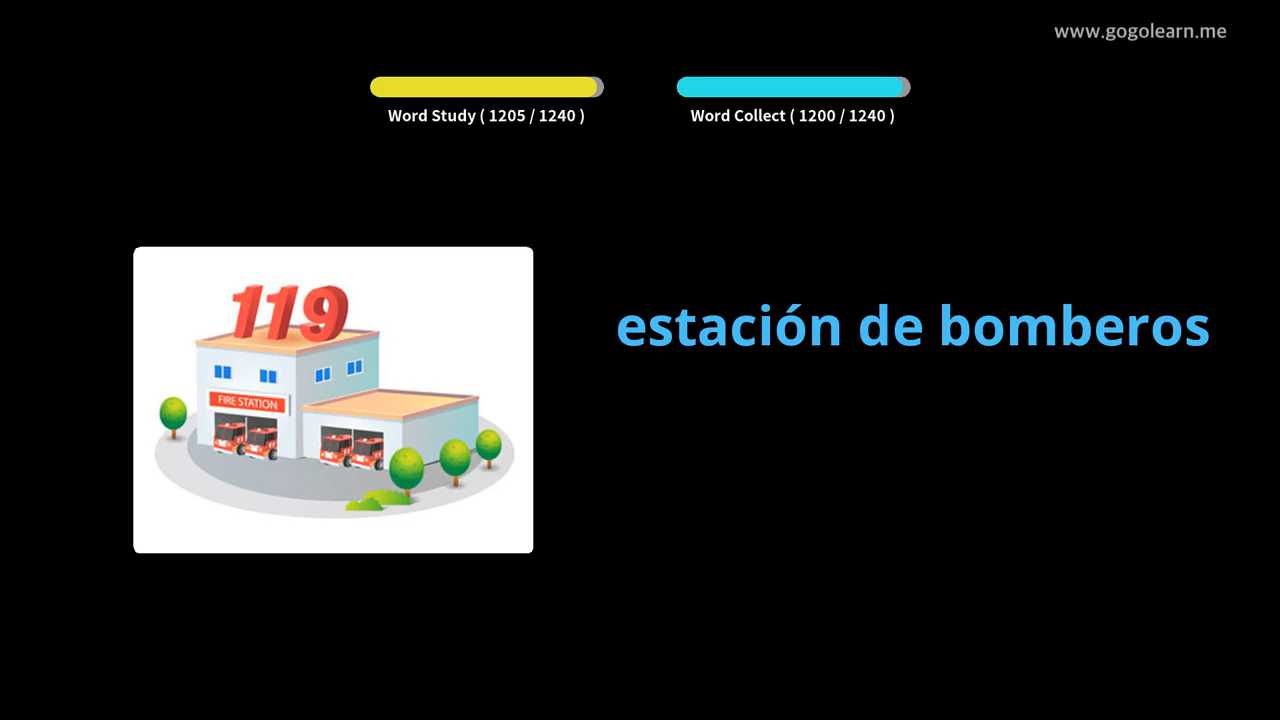 www.gogolearn.me
Word Study ( 1205 / 1240 )
Word Collect ( 1200 / 1240 )
119
FIRE STATION
estación de bomberos